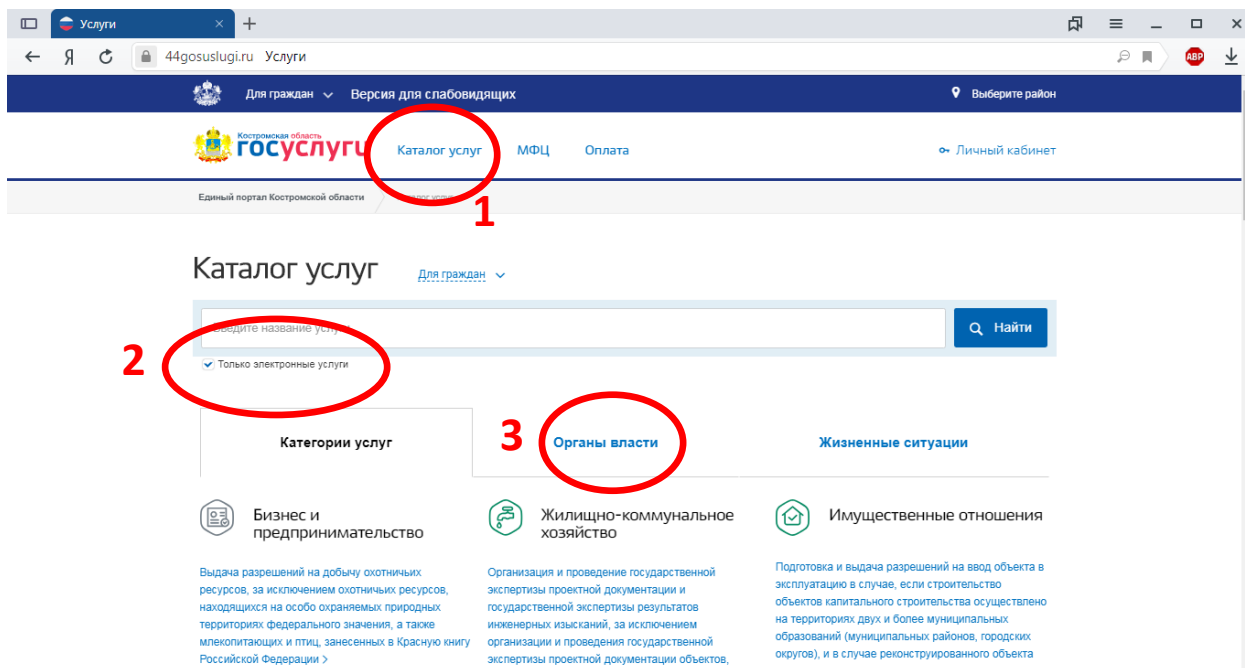 Услуги
44gosuslugi.ru Услуги
ABP
Для граждан Версия для слабовидящих Выберите район
Костромская область
госуслуги Каталог услуг МФЦ Оплата Личный кабинет
Единый портал Костромской области Каталог услуг
1
Каталог услуг Для граждан
Введите название услуги Найти
2
Только электронные услуги
Категории услуг 3 Органы власти Жизненные ситуации
Бизнес и
предпринимательство
Выдача разрешений на добычу охотничьих
ресурсов, за исключением охотничьих ресурсов,
находящихся на особо охраняемых природных
территориях федерального значения, а также
млекопитающих и птиц, занесенных в Красную книгу
Российской Федерации >
Жилищно-коммунальное
хозяйство
Организация и проведение государственной
экспертизы проектной документации и
государственной экспертизы результатов
инженерных изысканий, за исключением
организации и проведения государственной
экспертизы проектной документации объектов,
Имущественные отношения
Подготовка и выдача разрешений на ввод объекта в
эксплуатацию в случае, если строительство
объектов капитального строительства осуществлено
на территориях двух и более муниципальных
образований (муниципальных районов, городских
округов), и в случае реконструированного объекта